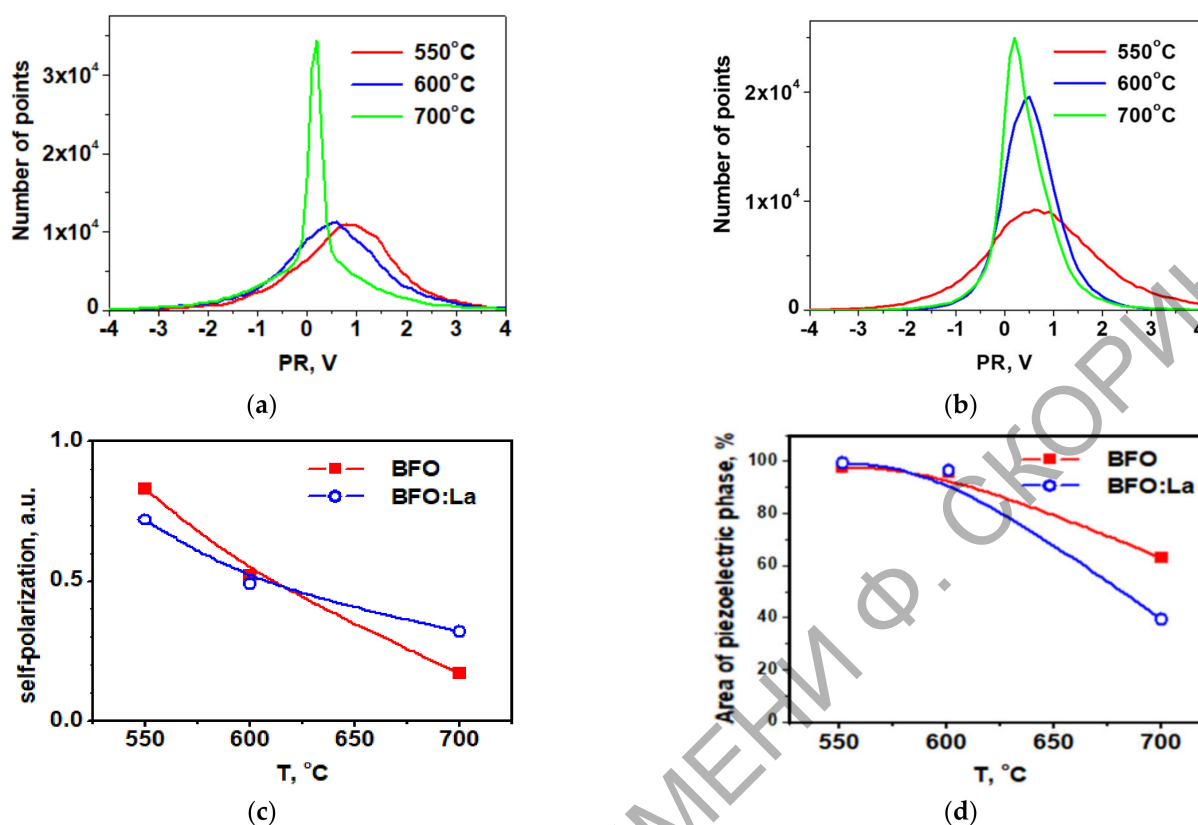 Number of points
3x10⁴
2x10⁴
1x10⁴
0
-4 -3 -2 -1 0 1 2 3 4
PR, V
550°C
600°C
700°C
(a)
Number of points
2x10⁴
1x10⁴
0
-4 -3 -2 -1 0 1 2 3 4
PR, V
550°C
600°C
700°C
(b)
self-polarization, a.u.
1.0
0.5
0.0
550 600 650 700
T, °C
BFO
BFO:La
(c)
Area of piezoelectric phase, %
100
80
60
40
20
0
550 600 650 700
T, °C
BFO
BFO:La
(d)
МЕНИ Ф. СКОРИН